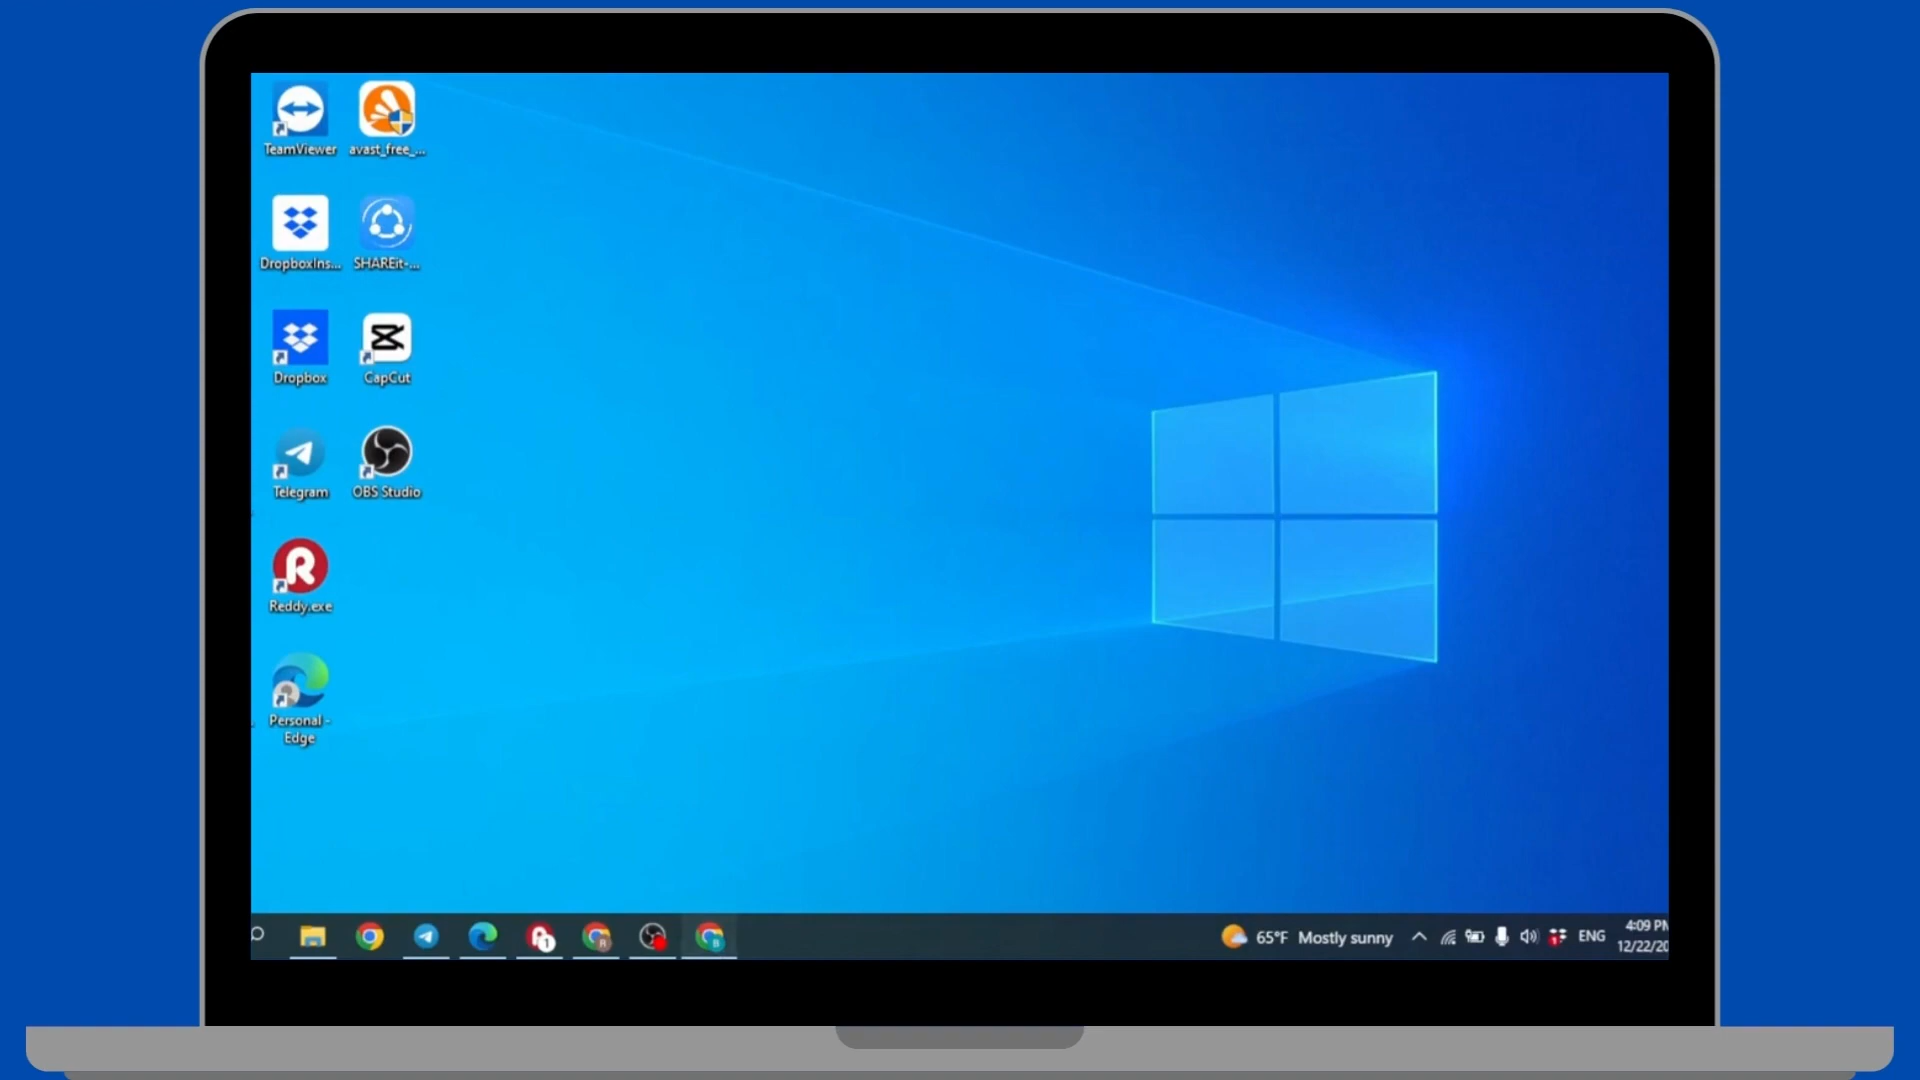 TeamViewer
avast_free_...
DropboxIns...
SHAREit-...
Dropbox
CapCut
Telegram
OBS Studio
Reddy.exe
Personal -
Edge
65°F Mostly sunny
ENG
4:09 PM
12/22/20